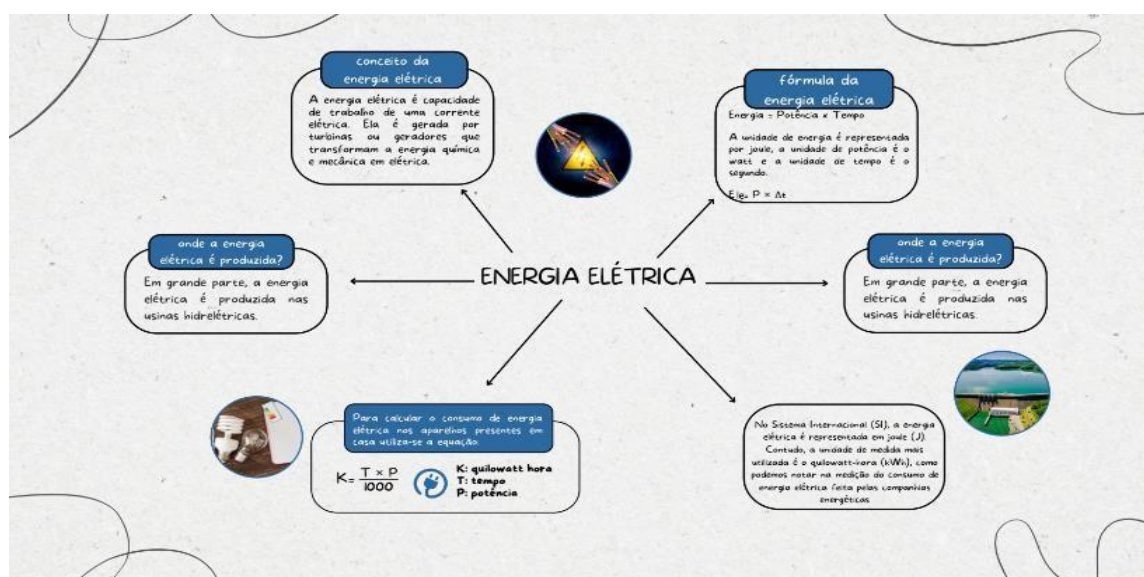 conceito da
energia elétrica
A energia elétrica é capacidade
de trabalho de uma corrente
elétrica. Ela é gerada por
turbinas ou geradores que
transformam a energia química
e mecânica em elétrica.
fórmula da
energia elétrica
Energia = Potência x Tempo
A unidade de energia é representada
por joule, a unidade de potência é o
watt e a unidade de tempo é o
segundo.
Ele= P × Δt
onde a energia
elétrica é produzida?
Em grande parte, a energia
elétrica é produzida nas
usinas hidrelétricas.
ENERGIA ELÉTRICA
onde a energia
elétrica é produzida?
Em grande parte, a energia
elétrica é produzida nas
usinas hidrelétricas.
Para calcular o consumo de energia
elétrica nos aparelhos presentes em
casa utiliza-se a equação:
K= T × P
1000
K: quilowatt hora
T: tempo
P: potência
No Sistema Internacional (SI), a energia
elétrica é representada em joule (J).
Contudo, a unidade de medida mais
utilizada é o quilowatt-hora (kWh), como
podemos notar na medição do consumo de
energia elétrica feita pelas companhias
energéticas.